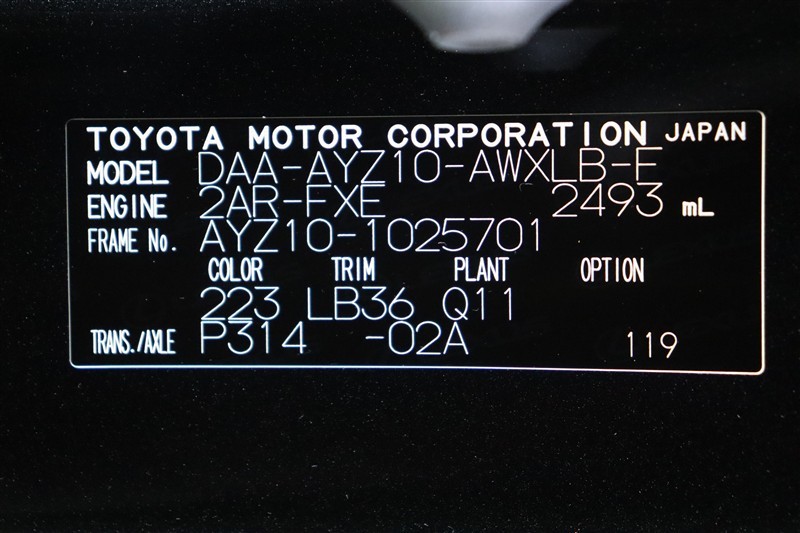 TOYOTA MOTOR CORPORATION JAPAN
MODEL DAA-AYZ10-AWXLB-F
ENGINE 2AR-FXE 2493 mL
FRAME No. AYZ10-1025701
COLOR TRIM PLANT OPTION
223 LB36 Q11
TRANS./AXLE P314 -02A 119